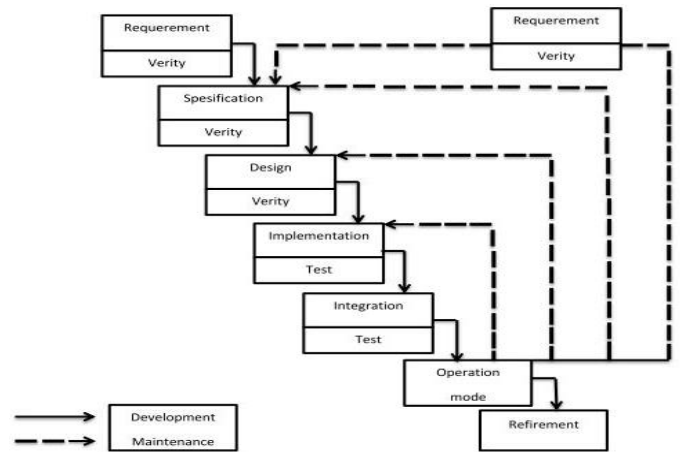 Requerement
Verity
Requerement
Verity
Spesification
Verity
Design
Verity
Implementation
Test
Integration
Test
Operation
mode
Refirement
Development
Maintenance